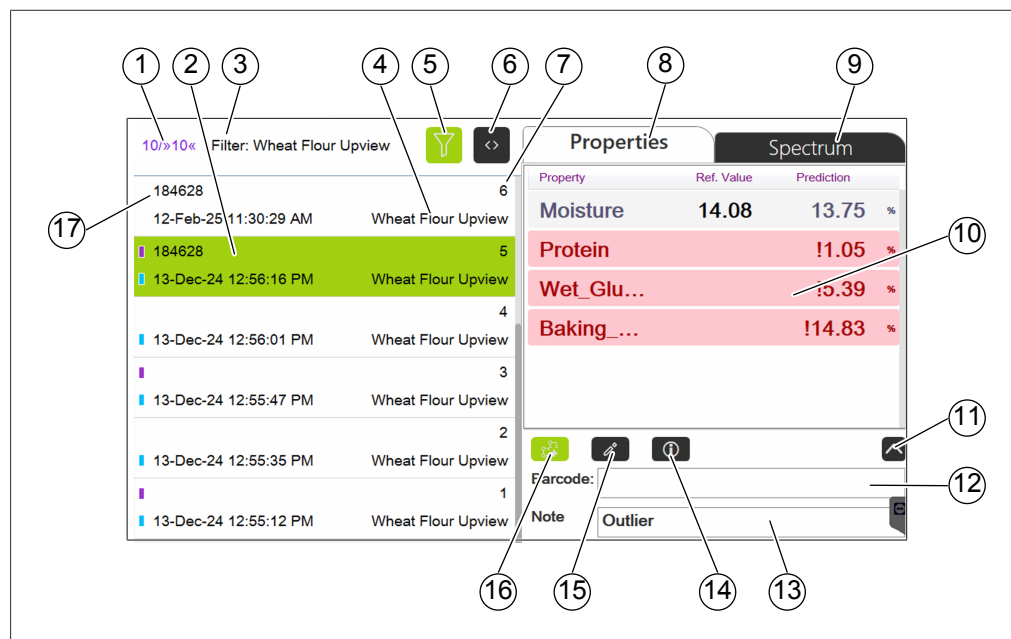 1 2 3 4 5 6 7 8 9
10/»10« Filter: Wheat Flour Upview
<>
184628 6
12-Feb-25 11:30:29 AM Wheat Flour Upview
184628 5
13-Dec-24 12:56:16 PM Wheat Flour Upview
4
13-Dec-24 12:56:01 PM Wheat Flour Upview
3
13-Dec-24 12:55:47 PM Wheat Flour Upview
2
13-Dec-24 12:55:35 PM Wheat Flour Upview
1
13-Dec-24 12:55:12 PM Wheat Flour Upview
17
Properties Spectrum
Property Ref. Value Prediction
Moisture 14.08 13.75 %
Protein !1.05 %
Wet_Glu... !5.39 %
Baking_... !14.83 %
10
11
Barcode:
12
Note Outlier
16 15 14 13